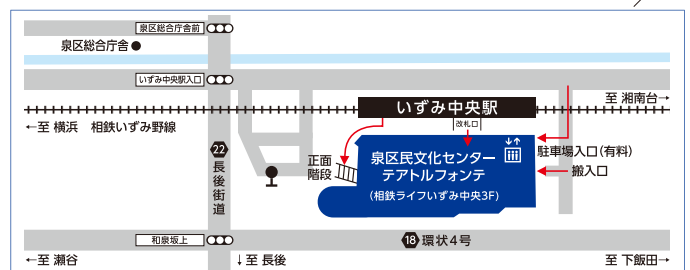 泉区総合庁舎前
泉区総合庁舎
いずみ中央駅入口
いずみ中央駅
至 湘南台→
←至 横浜 相鉄いずみ野線
改札口
22
長後街道
正面
階段
泉区民文化センター
テアトルフォンテ
(相鉄ライフいずみ中央3F)
駐車場入口(有料)
搬入口
和泉坂上
18 環状4号
←至 瀬谷
↓至 長後
至 下飯田→